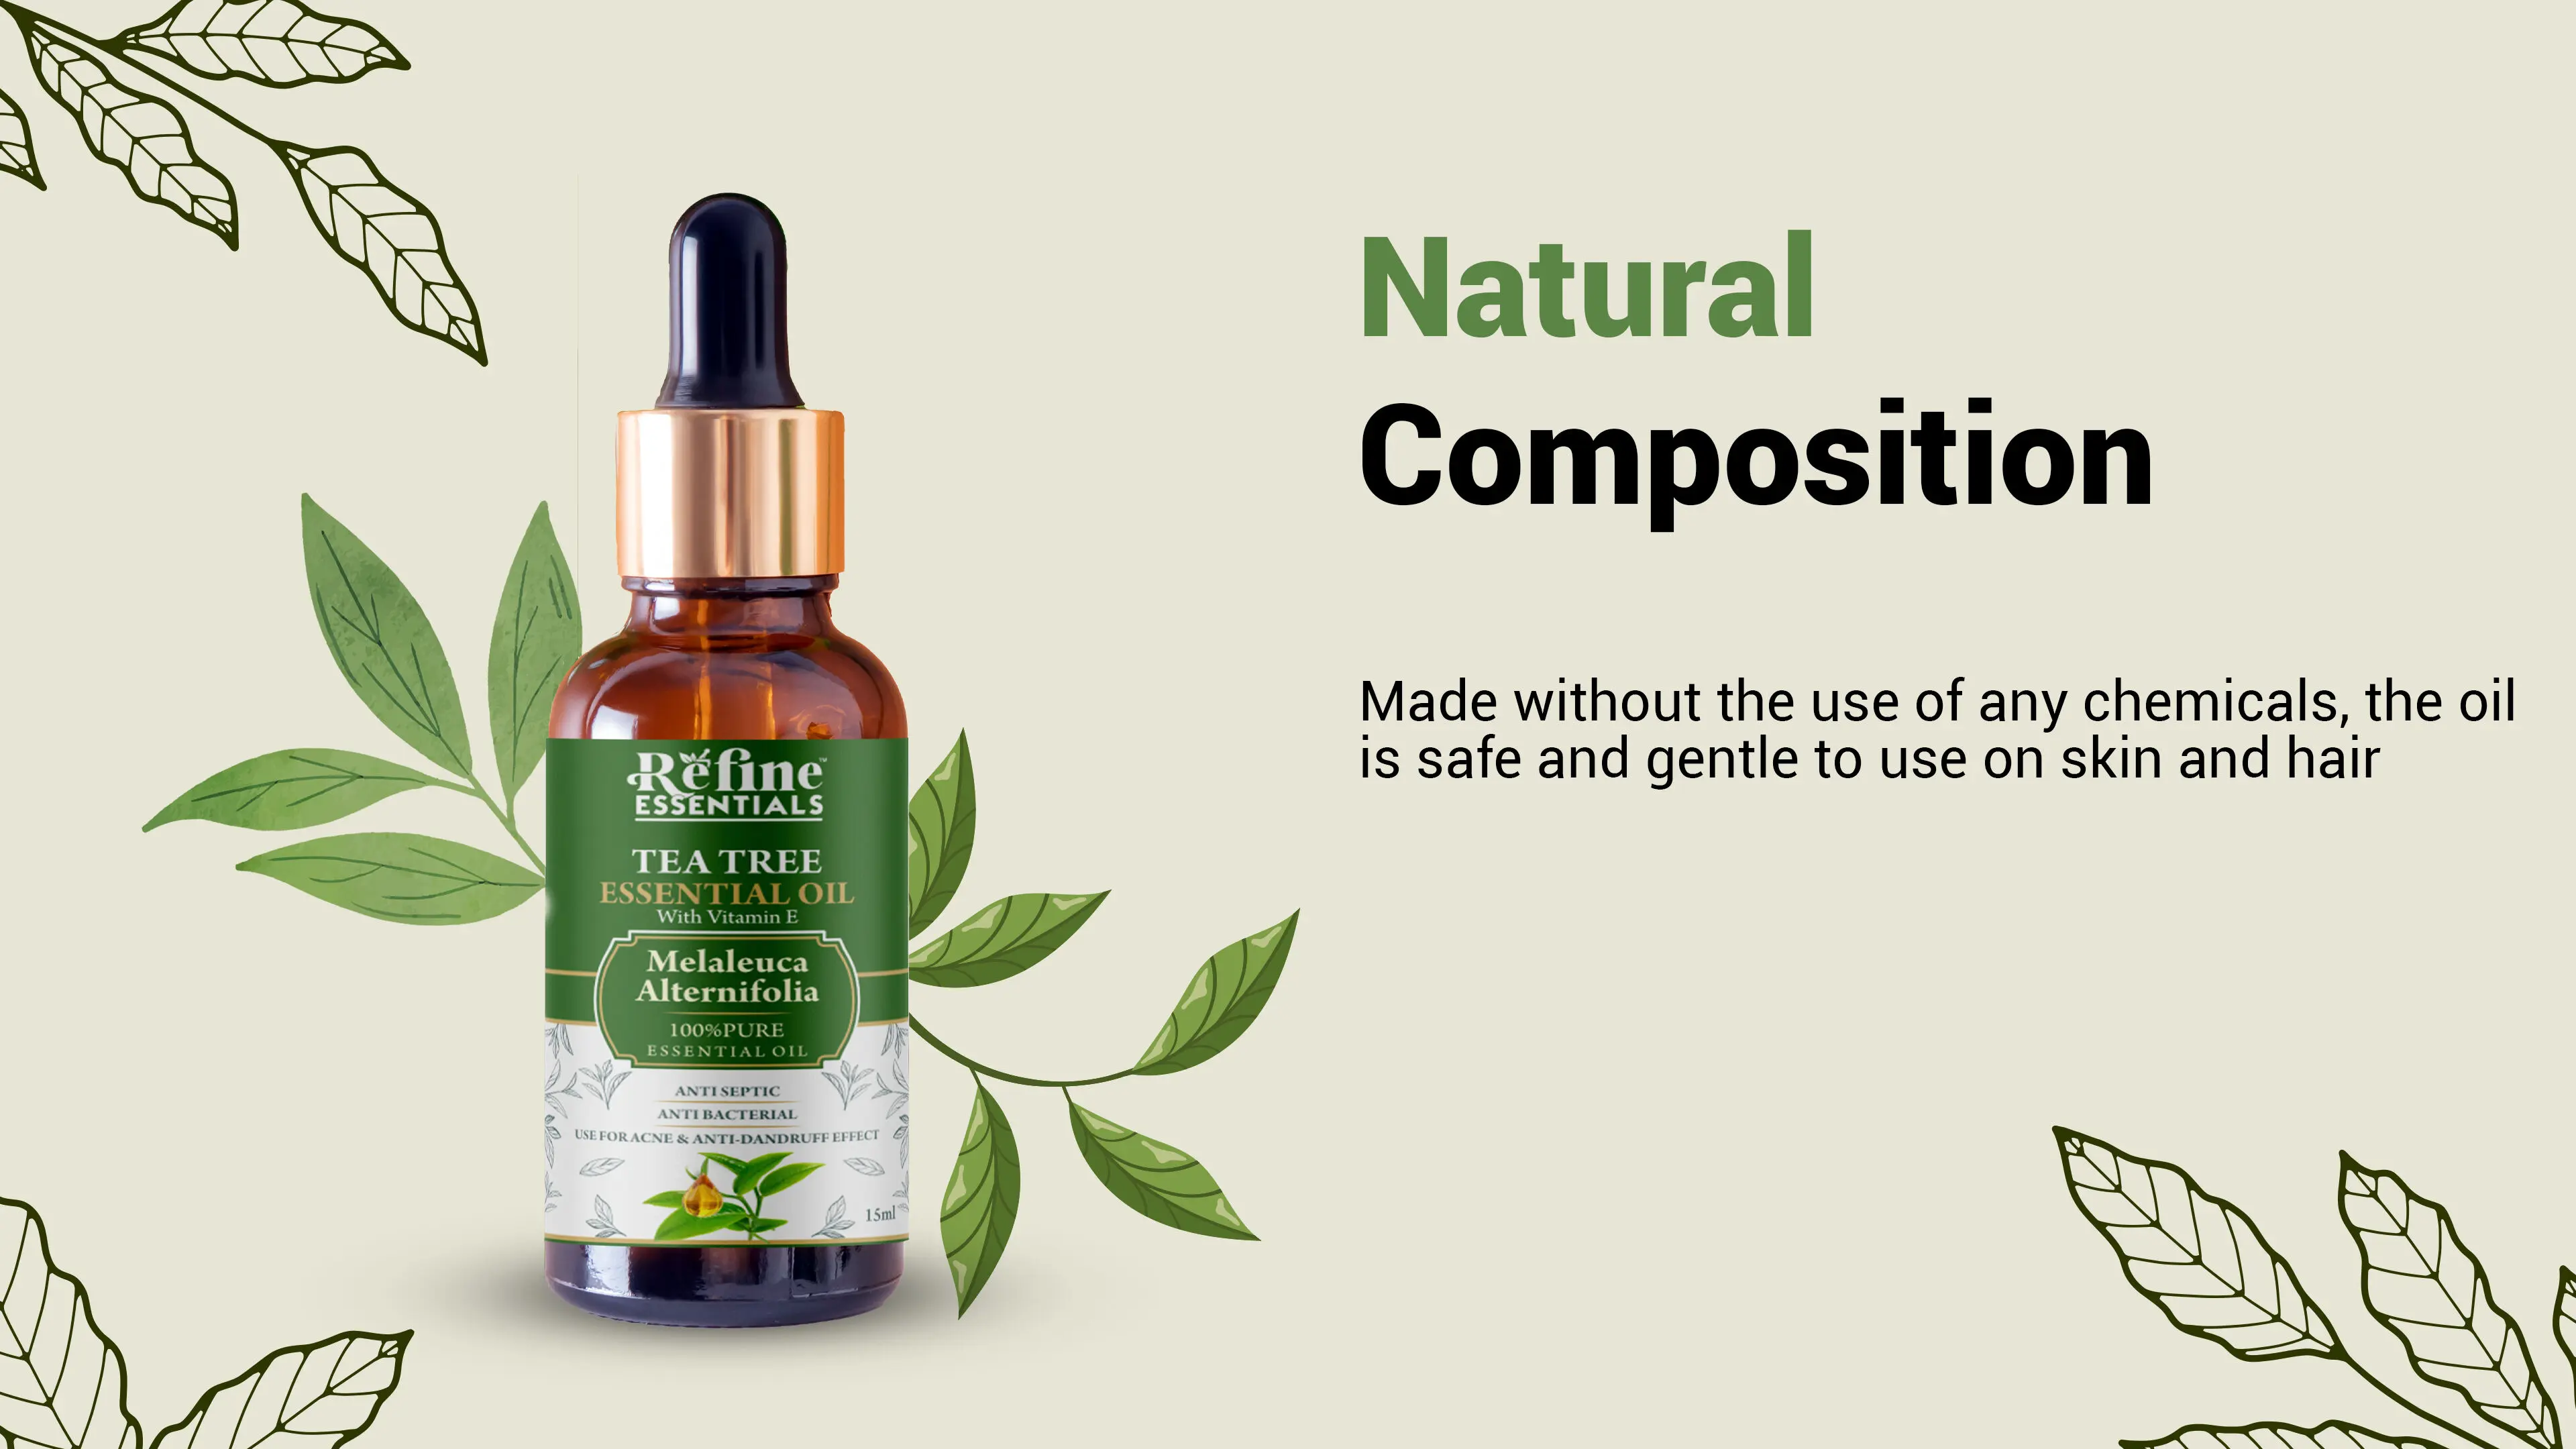 Natural
Composition
Made without the use of any chemicals, the oil
is safe and gentle to use on skin and hair
Refine™
ESSENTIALS
TEA TREE
ESSENTIAL OIL
With Vitamin E
Melaleuca
Alternifolia
100%PURE
ESSENTIAL OIL
ANTI SEPTIC
ANTI BACTERIAL
USE FOR ACNE & ANTI-DANDRUFF EFFECT
15ml